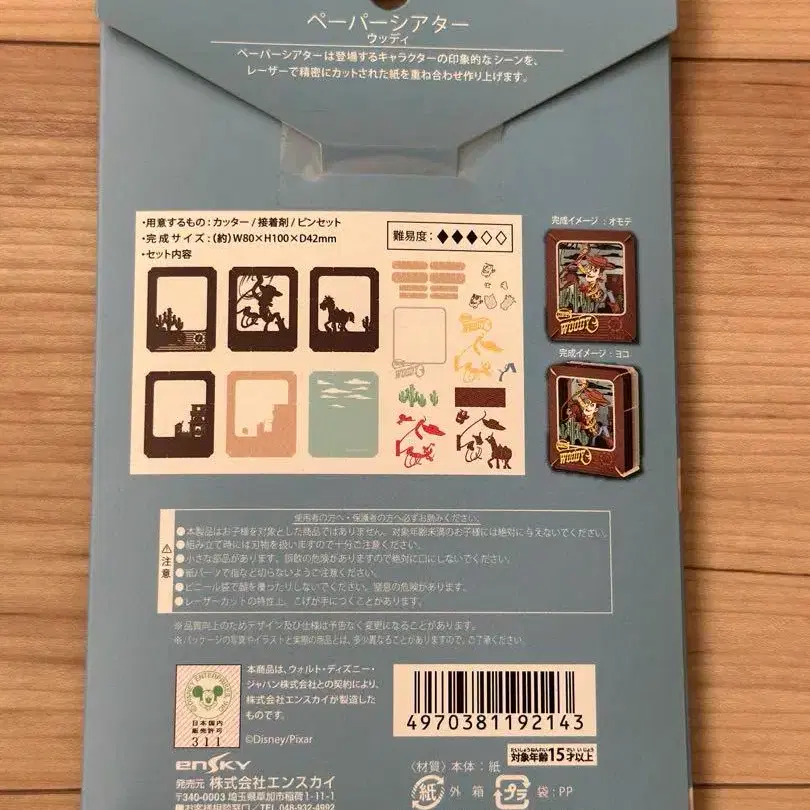 ペーパーシアター
ウッディ
ペーパーシアターは登場するキャラクターの印象的なシーンを、
レーザーで精密にカットされた紙を重ね合わせ作り上げます。
・用意するもの：カッター / 接着剤 / ピンセット
・完成サイズ：(約) W80×H100×D42mm
・セット内容
難易度：♦♦♦♢♢
完成イメージ：オモテ
WOODY
完成イメージ：ヨコ
WOODY
使用者の方へ・保護者の方へ必ずお読みください。
⚠注意
●本製品はお子様を対象とした商品ではありません。対象年齢未満のお子様には絶対に与えないでください。
●組み立て時には刃物を扱いますので十分ご注意ください。
●小さな部品があります。誤飲の危険がありますので絶対に口にしないでください。
●紙パーツで指など切らないようご注意ください。
●ビニール袋で顔を覆ったりしないでください。窒息の危険があります。
●レーザーカットの特性上、こげが手につくことがあります。
※品質向上のためデザイン及び仕様は予告なく変更になることがあります。
※パッケージの写真やイラストと実際の商品とは、多少異なることがありますので、ご了承ください。
日本国内
販売許可
311
本商品は、ウォルト・ディズニー・
ジャパン株式会社との契約により、
株式会社エンスカイが製造した
ものです。
©Disney/Pixar
4970381192143
ensky
発売元 株式会社エンスカイ
〒340-0003 埼玉県草加市稲荷1-11-1
お客様相談窓口 TEL 048-932-4992
対象年齢15才以上
〈材質〉本体：紙
紙 外 箱 プラ 袋：PP